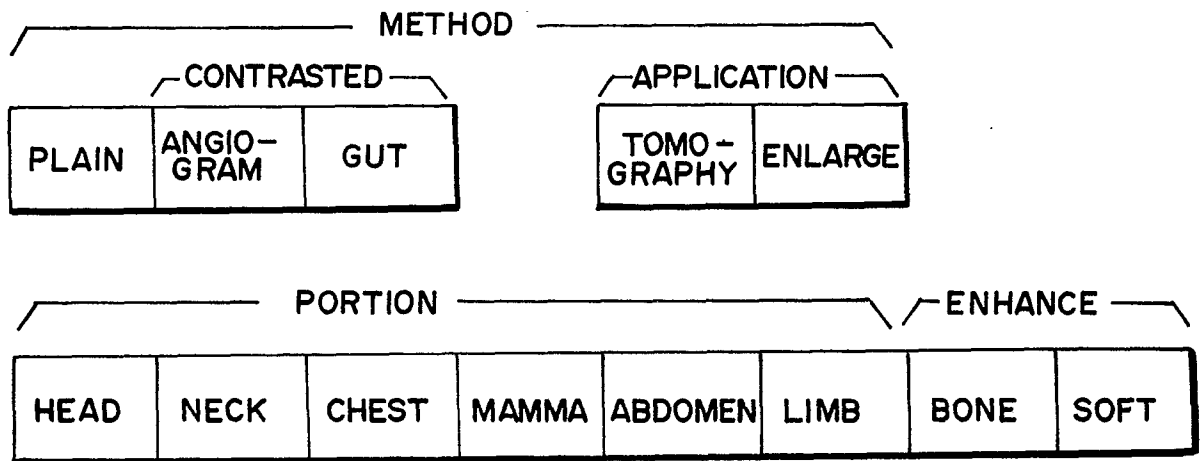 METHOD
CONTRASTED APPLICATION
PLAIN ANGIO-
GRAM GUT TOMO-
GRAPHY ENLARGE
PORTION ENHANCE
HEAD NECK CHEST MAMMA ABDOMEN LIMB BONE SOFT